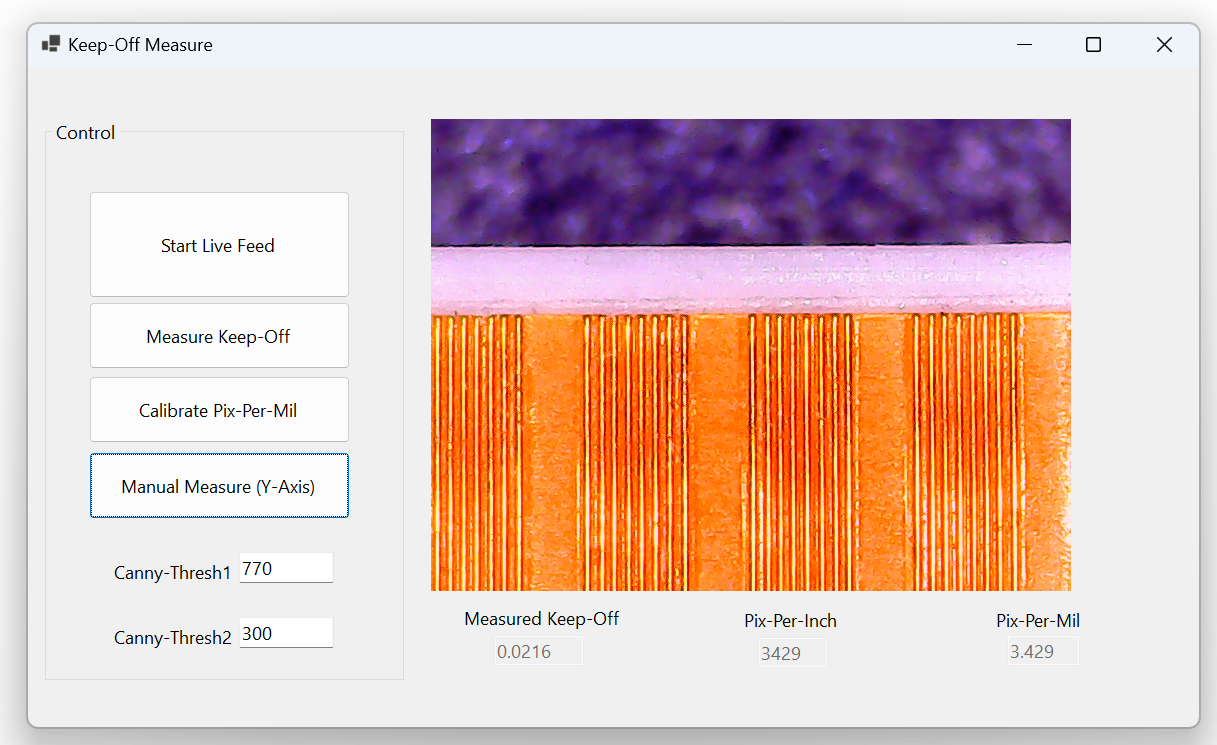 Keep-Off Measure
Control
Start Live Feed
Measure Keep-Off
Calibrate Pix-Per-Mil
Manual Measure (Y-Axis)
Canny-Thresh1 770
Canny-Thresh2 300
Measured Keep-Off
0.0216
Pix-Per-Inch
3429
Pix-Per-Mil
3.429